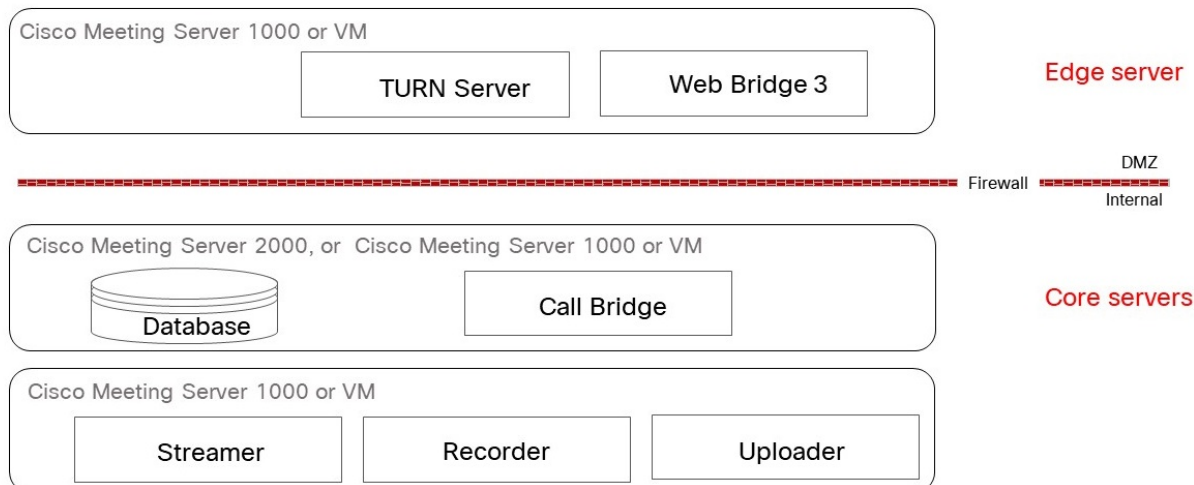 Cisco Meeting Server 1000 or VM
TURN Server
Web Bridge 3
Edge server
DMZ
Firewall
Internal
Cisco Meeting Server 2000, or Cisco Meeting Server 1000 or VM
Database
Call Bridge
Core servers
Cisco Meeting Server 1000 or VM
Streamer
Recorder
Uploader